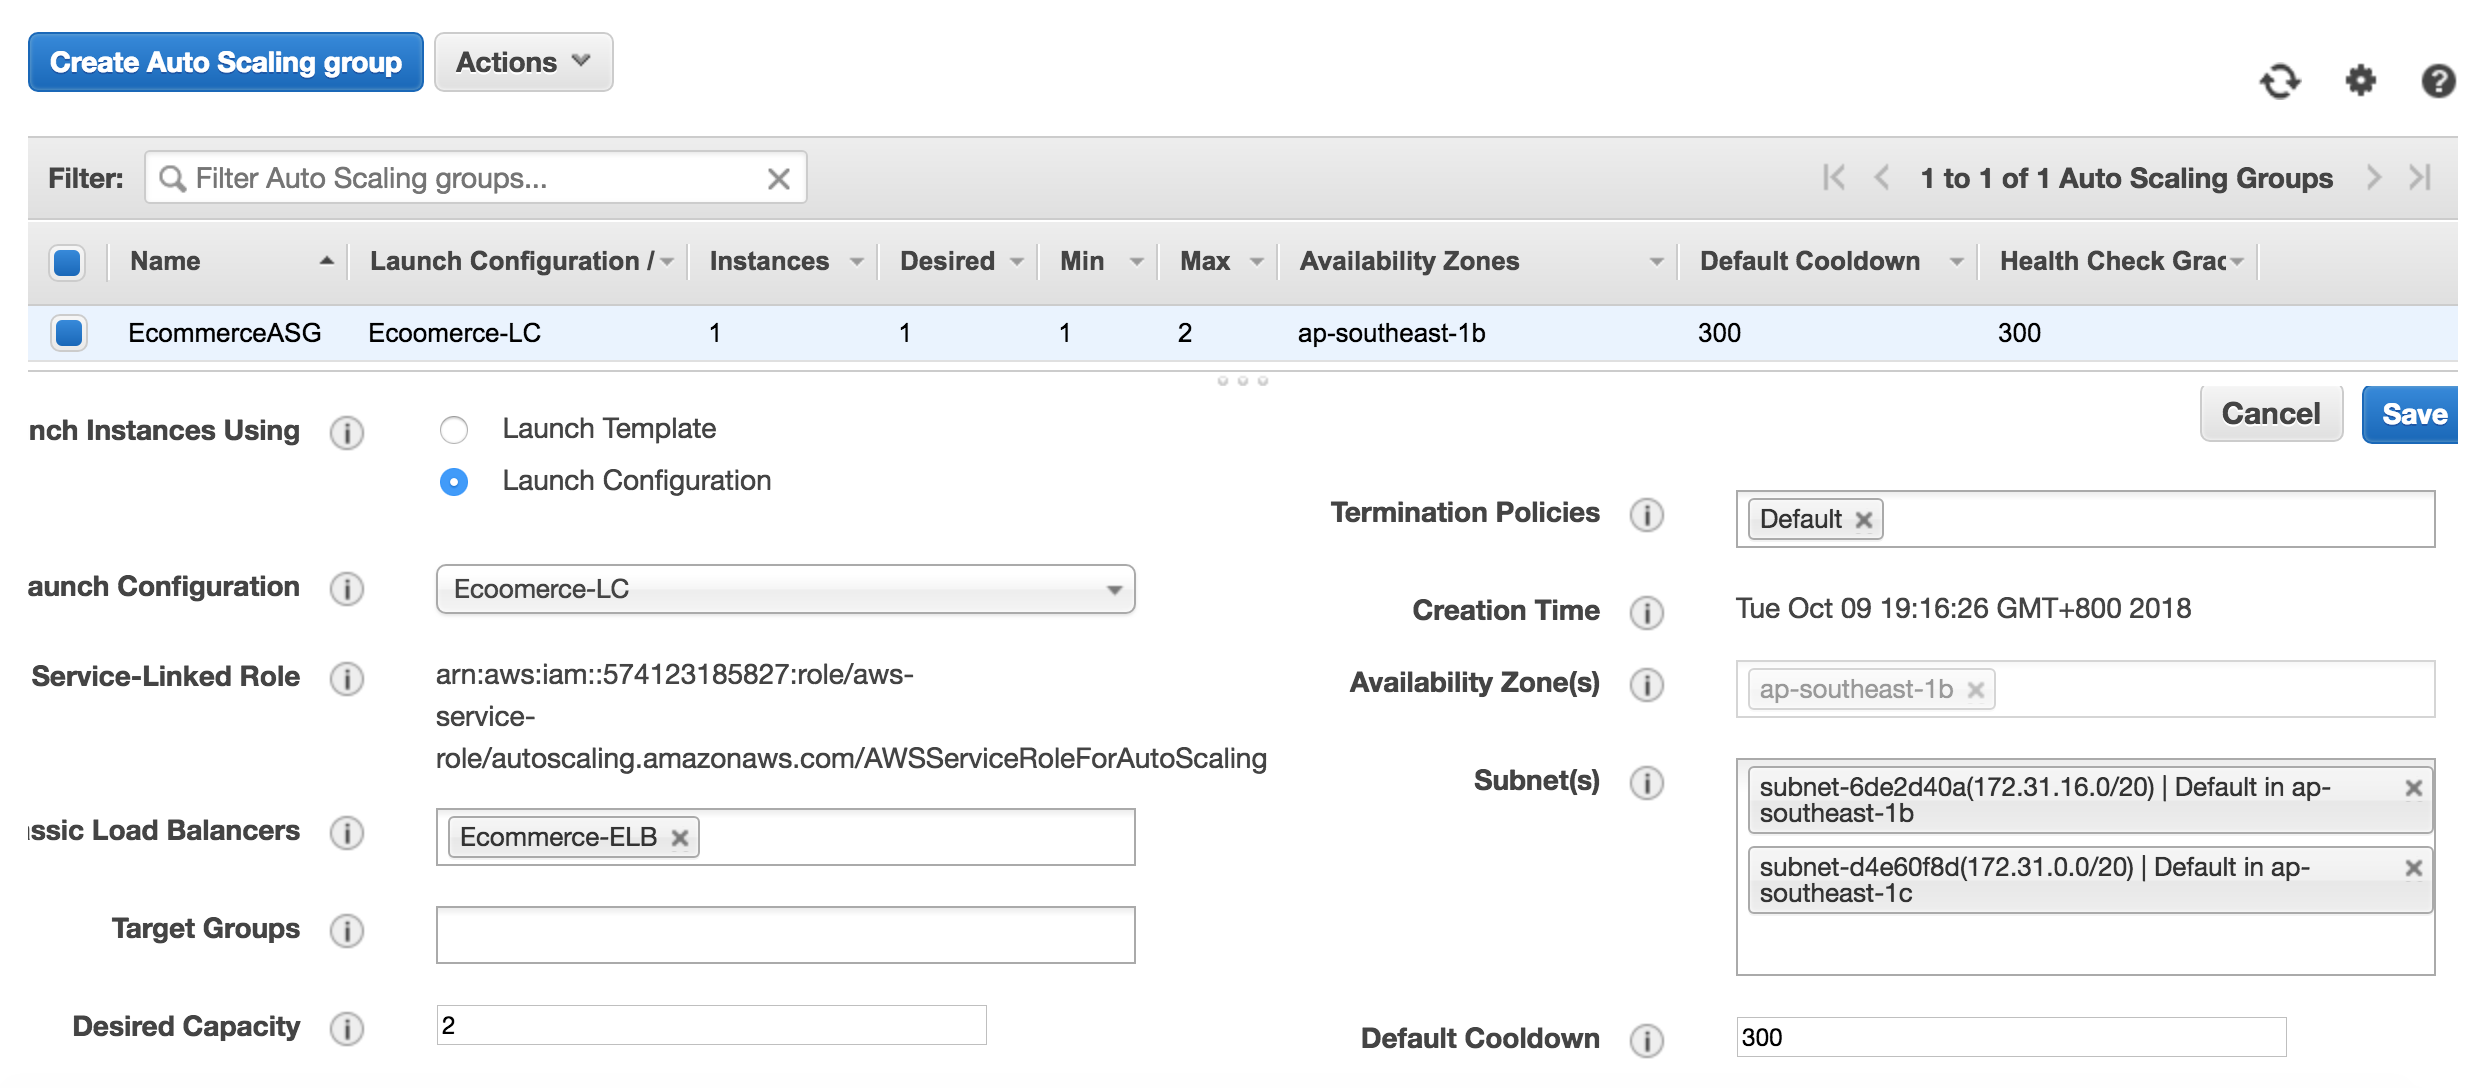 Create Auto Scaling group Actions
Filter: Filter Auto Scaling groups... 1 to 1 of 1 Auto Scaling Groups
Name Launch Configuration / Instances Desired Min Max Availability Zones Default Cooldown Health Check Grac
EcommerceASG Ecoomerce-LC 1 1 1 2 ap-southeast-1b 300 300
Cancel Save
nch Instances Using Launch Template
Launch Configuration
aunch Configuration Ecoomerce-LC
Service-Linked Role arn:aws:iam::574123185827:role/aws-
service-
role/autoscaling.amazonaws.com/AWSServiceRoleForAutoScaling
ssic Load Balancers Ecommerce-ELB
Target Groups
Desired Capacity 2
Termination Policies Default
Creation Time Tue Oct 09 19:16:26 GMT+800 2018
Availability Zone(s) ap-southeast-1b
Subnet(s) subnet-6de2d40a(172.31.16.0/20) | Default in ap-
southeast-1b
subnet-d4e60f8d(172.31.0.0/20) | Default in ap-
southeast-1c
Default Cooldown 300